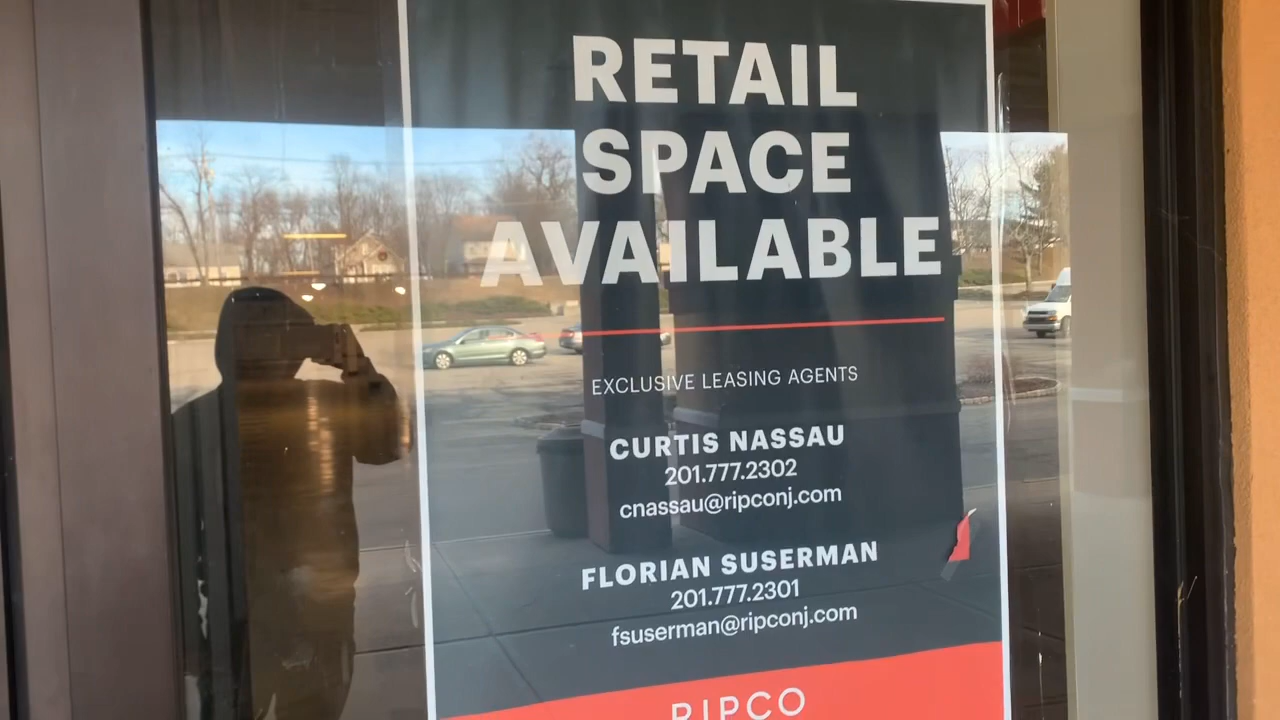 RETAIL
SPACE
AVAILABLE
EXCLUSIVE LEASING AGENTS
CURTIS NASSAU
201.777.2302
cnassau@ripconj.com
FLORIAN SUSERMAN
201.777.2301
fsuserman@ripconj.com
RIPCO